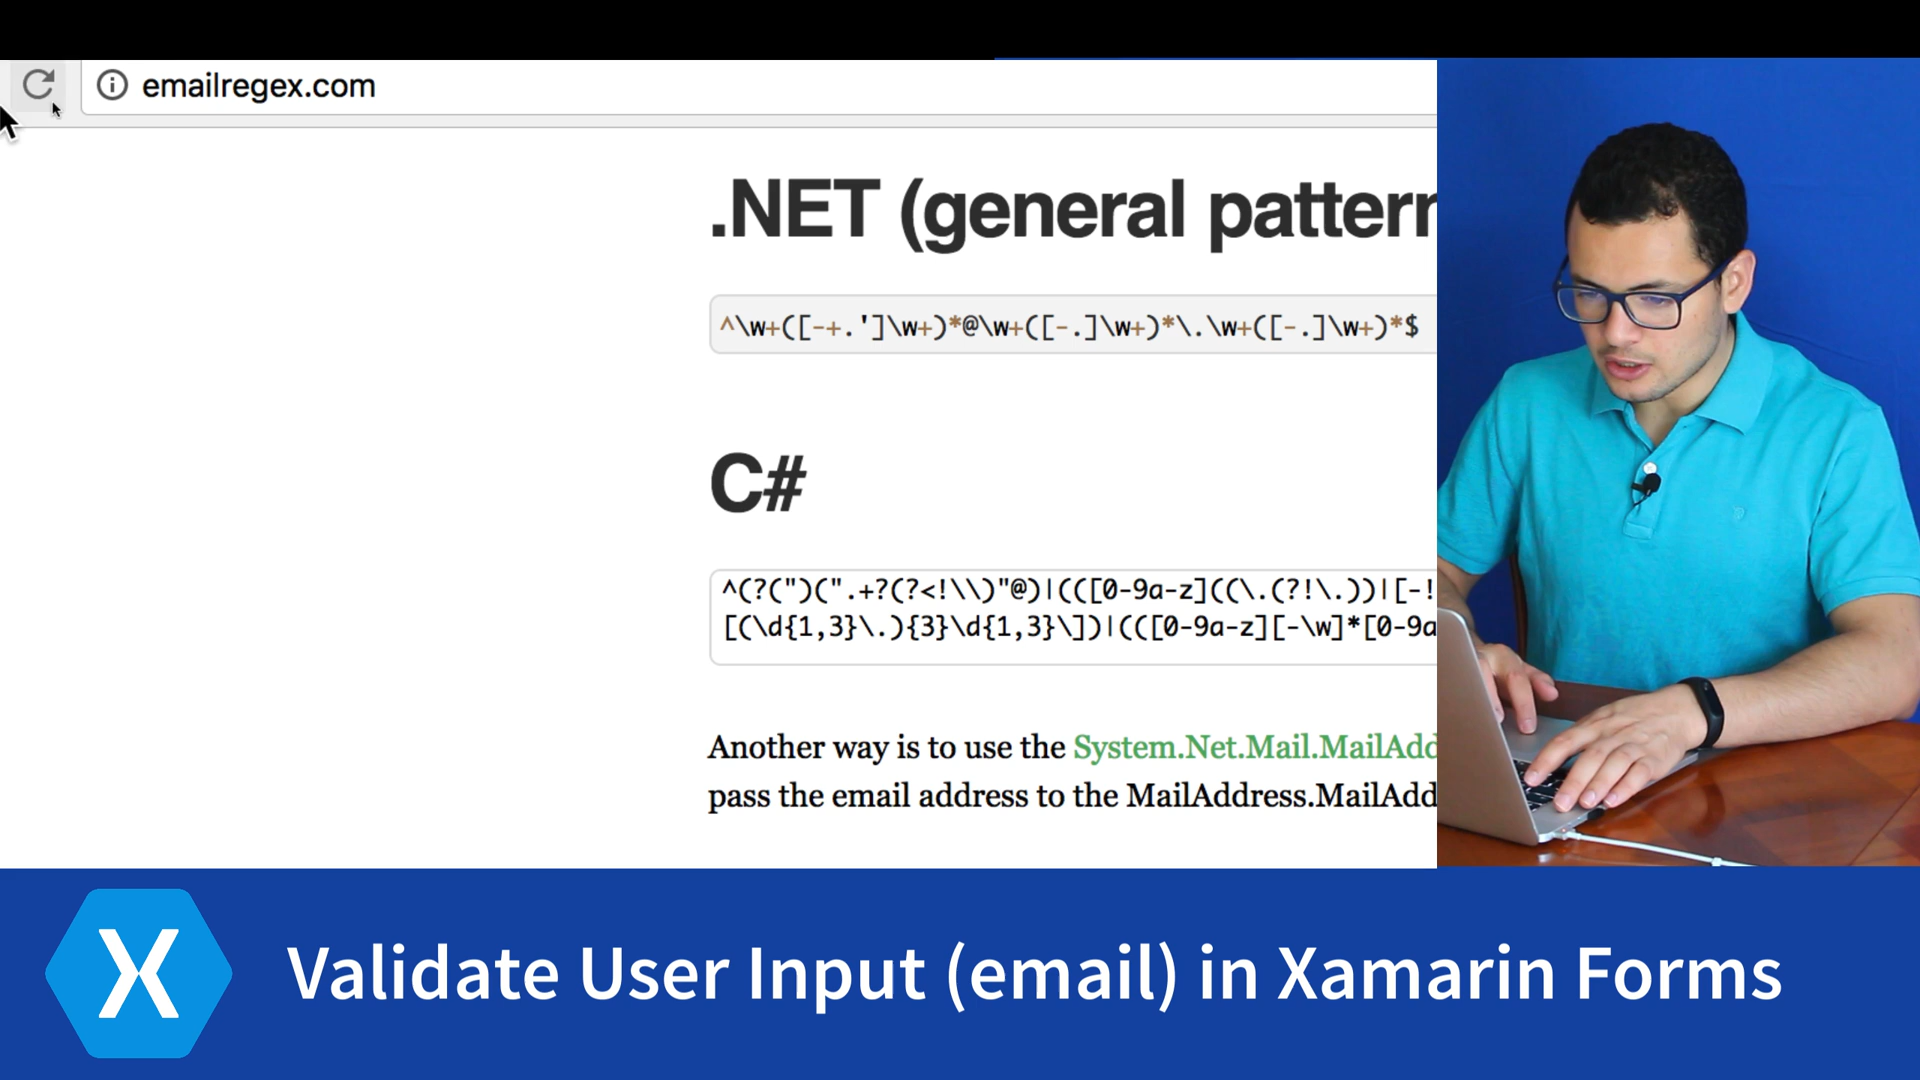 emailregex.com
.NET (general pattern
^\w+([-+.']\w+)*@\w+([-.]\w+)*\.\w+([-.]\w+)*$
C#
^(?(")(".+?(?<!\\)"@)|(([0-9a-z]((\.(?!\.))|[-!
[(\d{1,3}\.){3}\d{1,3}\])|(([0-9a-z][-\w]*[0-9a
Another way is to use the System.Net.Mail.MailAdd
pass the email address to the MailAddress.MailAdd
X Validate User Input (email) in Xamarin Forms